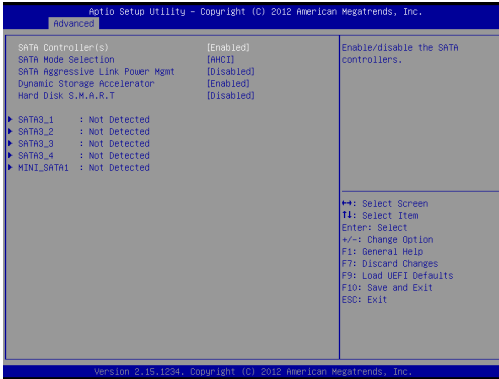 Aptio Setup Utility – Copyright (C) 2012 American Megatrends, Inc.
Advanced
SATA Controller(s) [Enabled]
SATA Mode Selection [AHCI]
SATA Aggressive Link Power Mgmt [Disabled]
Dynamic Storage Accelerator [Enabled]
Hard Disk S.M.A.R.T [Disabled]
SATA3_1 : Not Detected
SATA3_2 : Not Detected
SATA3_3 : Not Detected
SATA3_4 : Not Detected
MINI_SATA1 : Not Detected
Enable/disable the SATA
controllers.
↔: Select Screen
↑↓: Select Item
Enter: Select
+/-: Change Option
F1: General Help
F7: Discard Changes
F9: Load UEFI Defaults
F10: Save and Exit
ESC: Exit
Version 2.15.1234. Copyright (C) 2012 American Megatrends, Inc.